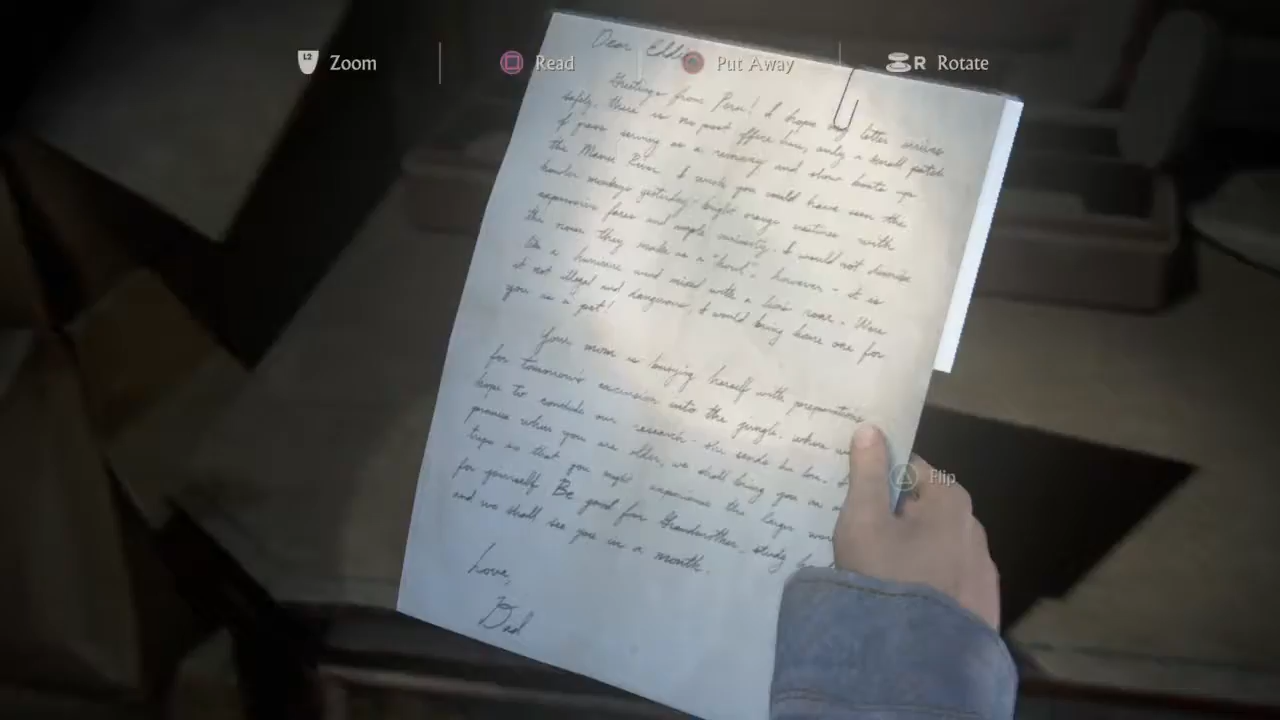 L2 Zoom
Read
Put Away
R Rotate
Dear Eddie
Greetings from Peru! I hope my letter arrives
safely. There is no post office here, only a small patch
of grass serving as a runway and slow boats up
the Manu River. I wish you could have seen the
howler monkeys yesterday - bright orange creatures with
expressive faces and ample curiosity. I would not describe
the noise they make as a "howl", however - it is
like a hurricane wind mixed with a lion's roar. Were
it not illegal and dangerous, I would bring home one for
you as a pet!
Your mom is busying herself with preparations
for tomorrow's excursion into the jungle, where we
hope to conclude our research. She sends her love. I
promise when you are older, we shall bring you on
trips so that you might experience the larger
for yourself. Be good for Grandmother, study
and we shall see you in a month.
Love,
Dad
Flip